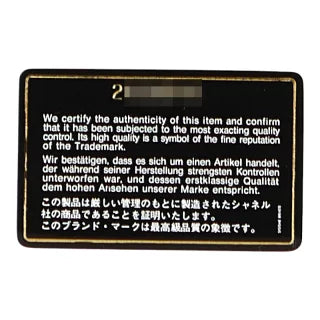 2
We certify the authenticity of this item and confirm
that it has been subjected to the most exacting quality
control. Its high quality is a symbol of the fine reputation
of the Trademark.
Wir bestätigen, dass es sich um einen Artikel handelt,
der während seiner Herstellung strengsten Kontrollen
unterworfen war, und dessen erstklassige Qualität
dem hohen Ansehen unserer Marke entspricht.
この製品は厳しい管理のもとに製造されたシャネル
社の商品であることを証明いたします。
このブランド・マークは最高級品質の象徴です。